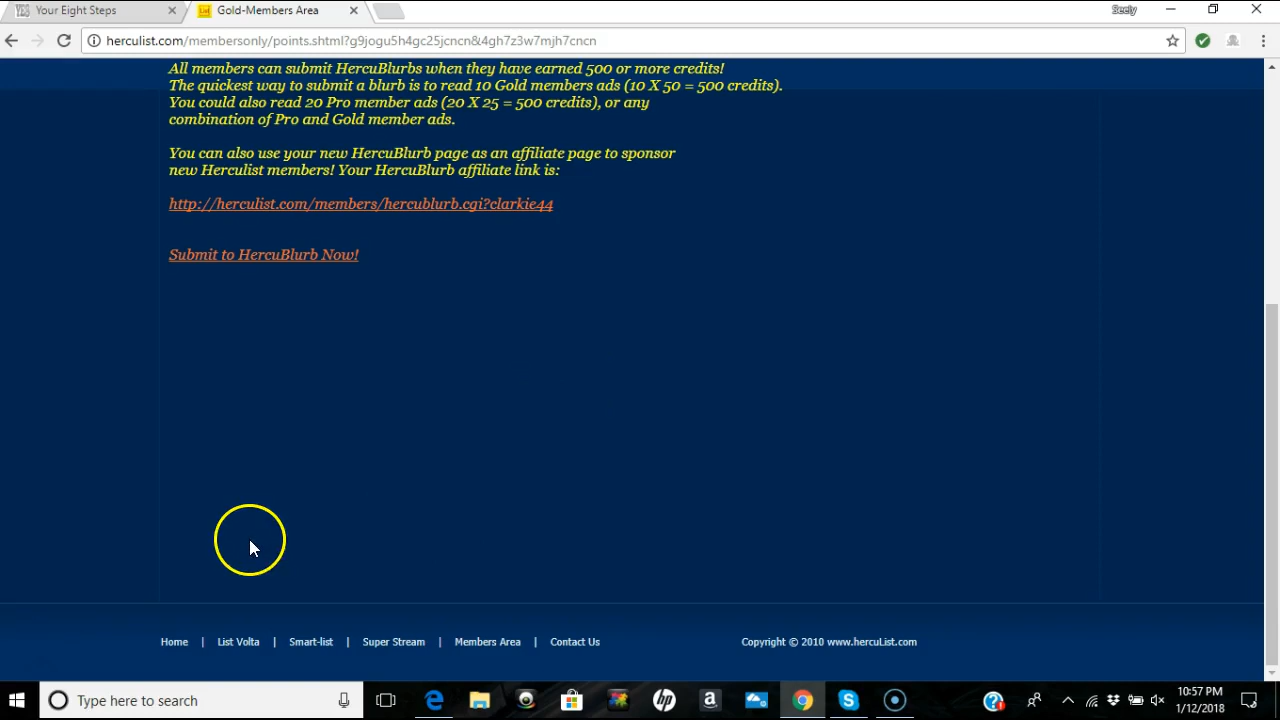 Your Eight Steps
Gold-Members Area
Seely
herculist.com/membersonly/points.shtml?g9jogu5h4gc25jcncn&4gh7z3w7mjh7cncn
All members can submit HercuBlurbs when they have earned 500 or more credits!
The quickest way to submit a blurb is to read 10 Gold members ads (10 X 50 = 500 credits).
You could also read 20 Pro member ads (20 X 25 = 500 credits), or any
combination of Pro and Gold member ads.
You can also use your new HercuBlurb page as an affiliate page to sponsor
new Herculist members! Your HercuBlurb affiliate link is:
http://herculist.com/members/hercublurb.cgi?clarkie44
Submit to HercuBlurb Now!
Home | List Volta | Smart-list | Super Stream | Members Area | Contact Us
Copyright © 2010 www.hercuList.com
Type here to search
10:57 PM
1/12/2018